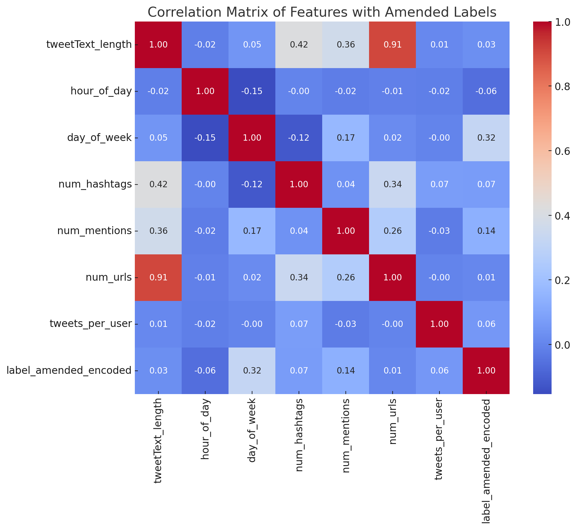 Correlation Matrix of Features with Amended Labels
tweetText_length 1.00 -0.02 0.05 0.42 0.36 0.91 0.01 0.03
hour_of_day -0.02 1.00 -0.15 -0.00 -0.02 -0.01 -0.02 -0.06
day_of_week 0.05 -0.15 1.00 -0.12 0.17 0.02 -0.00 0.32
num_hashtags 0.42 -0.00 -0.12 1.00 0.04 0.34 0.07 0.07
num_mentions 0.36 -0.02 0.17 0.04 1.00 0.26 -0.03 0.14
num_urls 0.91 -0.01 0.02 0.34 0.26 1.00 -0.00 0.01
tweets_per_user 0.01 -0.02 -0.00 0.07 -0.03 -0.00 1.00 0.06
label_amended_encoded 0.03 -0.06 0.32 0.07 0.14 0.01 0.06 1.00
tweetText_length
hour_of_day
day_of_week
num_hashtags
num_mentions
num_urls
tweets_per_user
label_amended_encoded
1.0
0.8
0.6
0.4
0.2
0.0